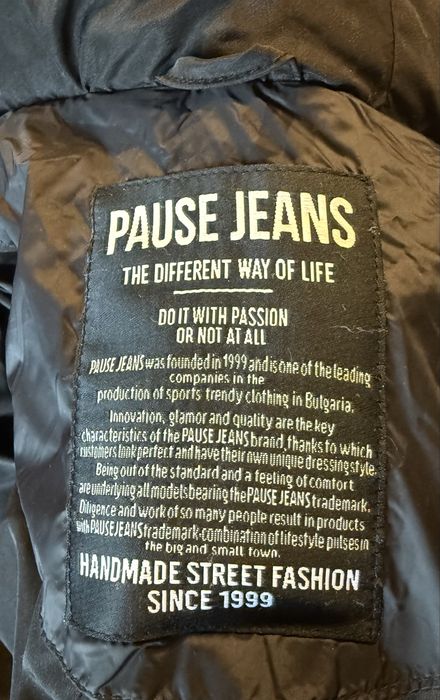 PAUSE JEANS
THE DIFFERENT WAY OF LIFE
DO IT WITH PASSION
OR NOT AT ALL
PAUSE JEANS was founded in 1999 and is one of the leading
companies in the
production of sports trendy clothing in Bulgaria.
Innovation, glamor and quality are the key
characteristics of the PAUSE JEANS brand, thanks to which
customers look perfect and have their own unique dressing style.
Being out of the standard and a feeling of comfort
are underlying all models bearing the PAUSE JEANS trademark.
Diligence and work of so many people result in products
with PAUSE JEANS trademark-combination of lifestyle pulses in
the big and small town.
HANDMADE STREET FASHION
SINCE 1999